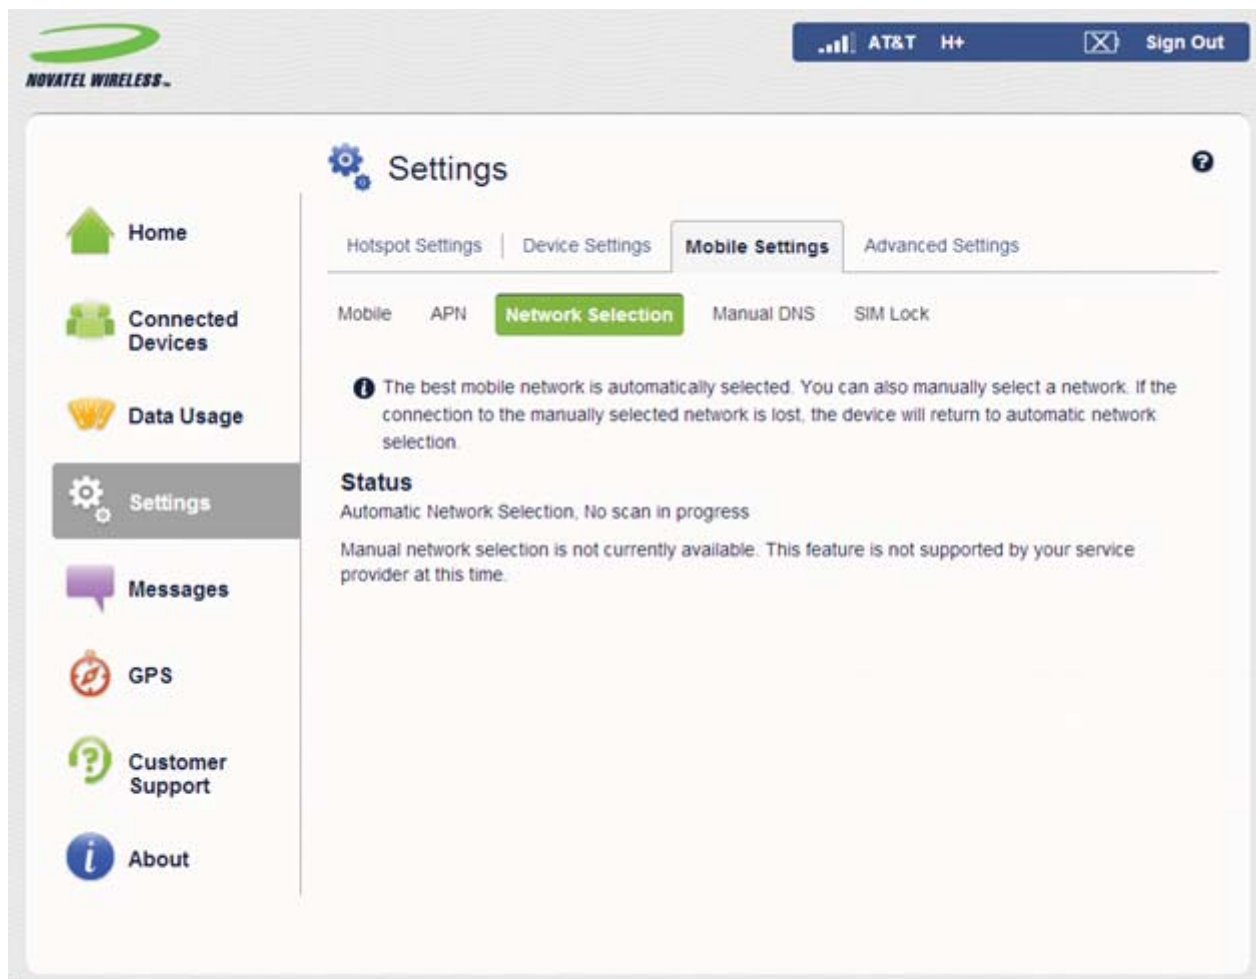 NOVATEL WIRELESS™
AT&T H+ Sign Out
Settings
Home
Connected
Devices
Data Usage
Settings
Messages
GPS
Customer
Support
About
Hotspot Settings Device Settings Mobile Settings Advanced Settings
Mobile APN Network Selection Manual DNS SIM Lock
The best mobile network is automatically selected. You can also manually select a network. If the
connection to the manually selected network is lost, the device will return to automatic network
selection.
Status
Automatic Network Selection, No scan in progress
Manual network selection is not currently available. This feature is not supported by your service
provider at this time.